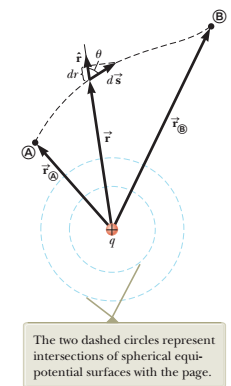 Ⓑ
r̂ θ
dr ds⃗
r⃗ r⃗Ⓑ
Ⓐ
r⃗Ⓐ
q
The two dashed circles represent
intersections of spherical equi-
potential surfaces with the page.